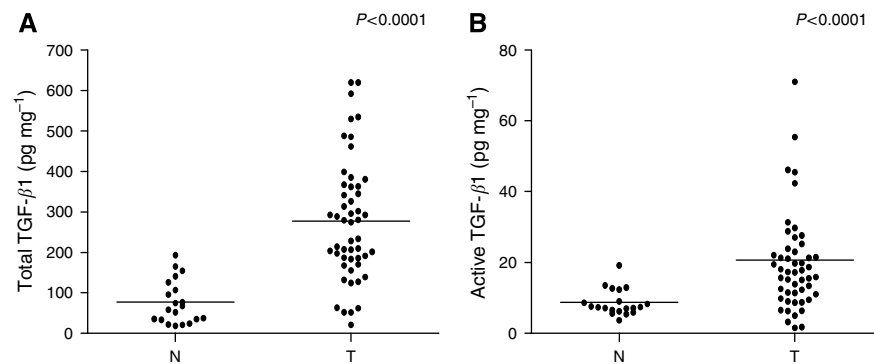 A
P<0.0001
Total TGF-β1 (pg mg⁻¹)
700
600
500
400
300
200
100
0
N
T
B
P<0.0001
Active TGF-β1 (pg mg⁻¹)
80
60
40
20
0
N
T